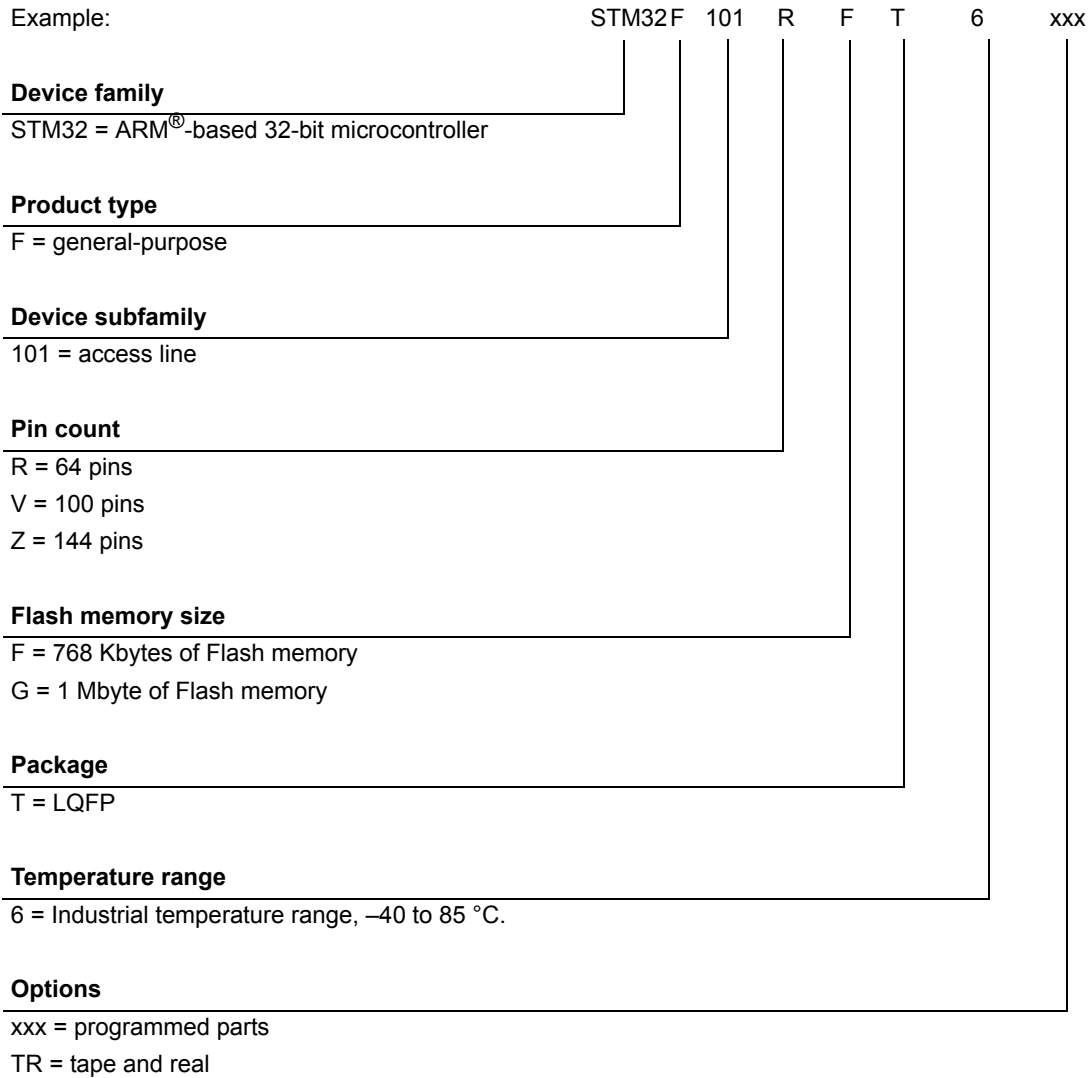 Example: STM32 F 101 R F T 6 xxx
Device family
STM32 = ARM®-based 32-bit microcontroller
Product type
F = general-purpose
Device subfamily
101 = access line
Pin count
R = 64 pins
V = 100 pins
Z = 144 pins
Flash memory size
F = 768 Kbytes of Flash memory
G = 1 Mbyte of Flash memory
Package
T = LQFP
Temperature range
6 = Industrial temperature range, –40 to 85 °C.
Options
xxx = programmed parts
TR = tape and real